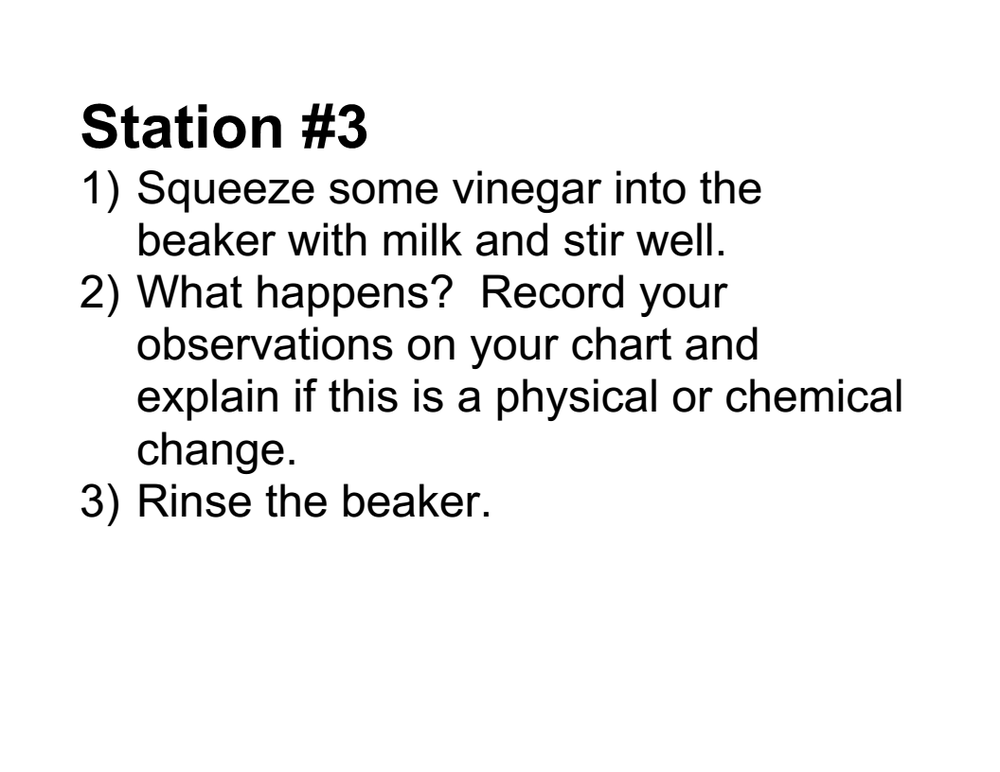 Station #3
1) Squeeze some vinegar into the
beaker with milk and stir well.
2) What happens?  Record your
observations on your chart and
explain if this is a physical or chemical
change.
3) Rinse the beaker.